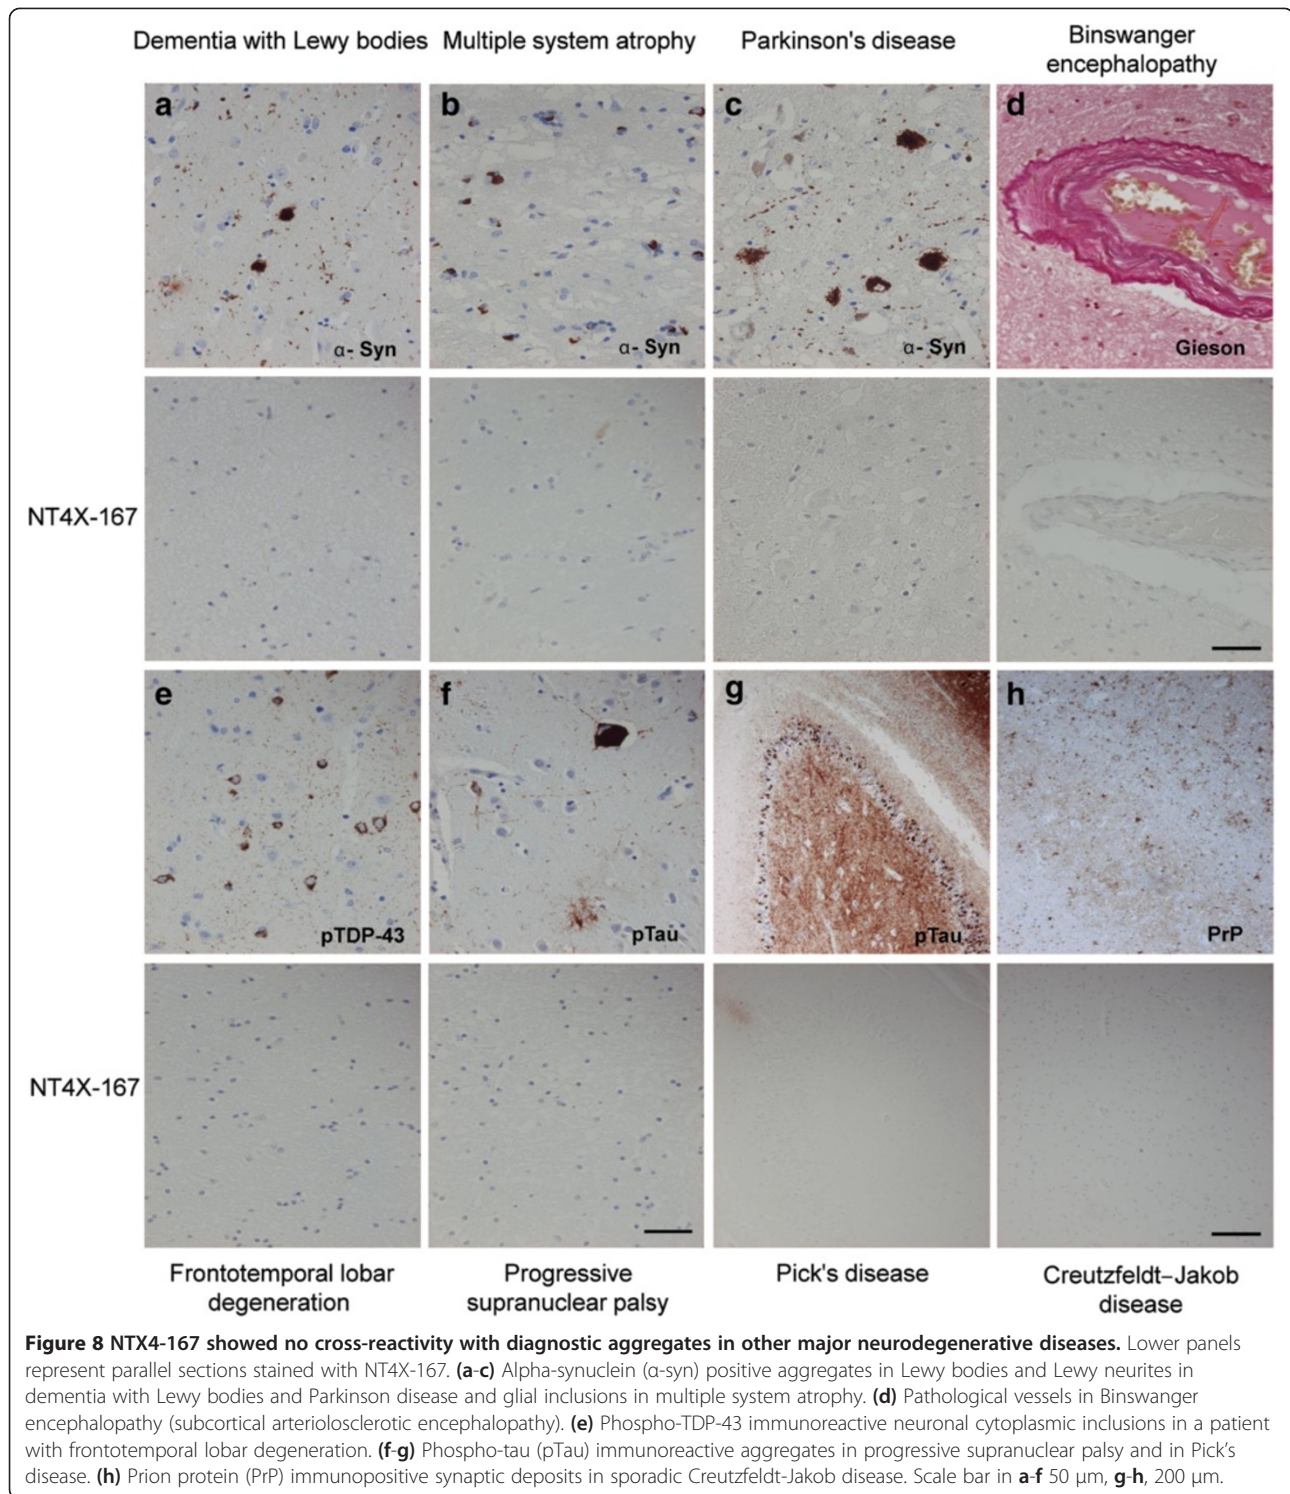 Dementia with Lewy bodies
Multiple system atrophy
Parkinson's disease
Binswanger
encephalopathy
a
b
c
d
α- Syn
α- Syn
α- Syn
Gieson
NT4X-167
e
f
g
h
pTDP-43
pTau
pTau
PrP
NT4X-167
Frontotemporal lobar
degeneration
Progressive
supranuclear palsy
Pick's disease
Creutzfeldt–Jakob
disease
Figure 8 NTX4-167 showed no cross-reactivity with diagnostic aggregates in other major neurodegenerative diseases. Lower panels
represent parallel sections stained with NT4X-167. (a-c) Alpha-synuclein (α-syn) positive aggregates in Lewy bodies and Lewy neurites in
dementia with Lewy bodies and Parkinson disease and glial inclusions in multiple system atrophy. (d) Pathological vessels in Binswanger
encephalopathy (subcortical arteriolosclerotic encephalopathy). (e) Phospho-TDP-43 immunoreactive neuronal cytoplasmic inclusions in a patient
with frontotemporal lobar degeneration. (f-g) Phospho-tau (pTau) immunoreactive aggregates in progressive supranuclear palsy and in Pick's
disease. (h) Prion protein (PrP) immunopositive synaptic deposits in sporadic Creutzfeldt-Jakob disease. Scale bar in a-f 50 μm, g-h, 200 μm.